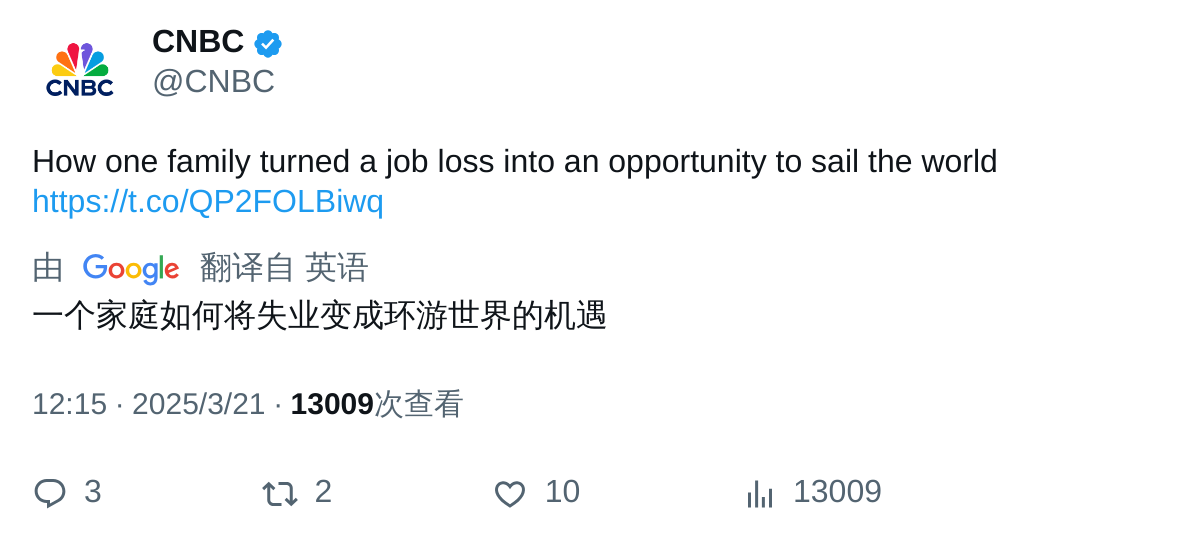 CNBC
CNBC
@CNBC
How one family turned a job loss into an opportunity to sail the world
https://t.co/QP2FOLBiwq
由 Google 翻译自 英语
一个家庭如何将失业变成环游世界的机遇
12:15 · 2025/3/21 · 13009次查看
3 2 10 13009